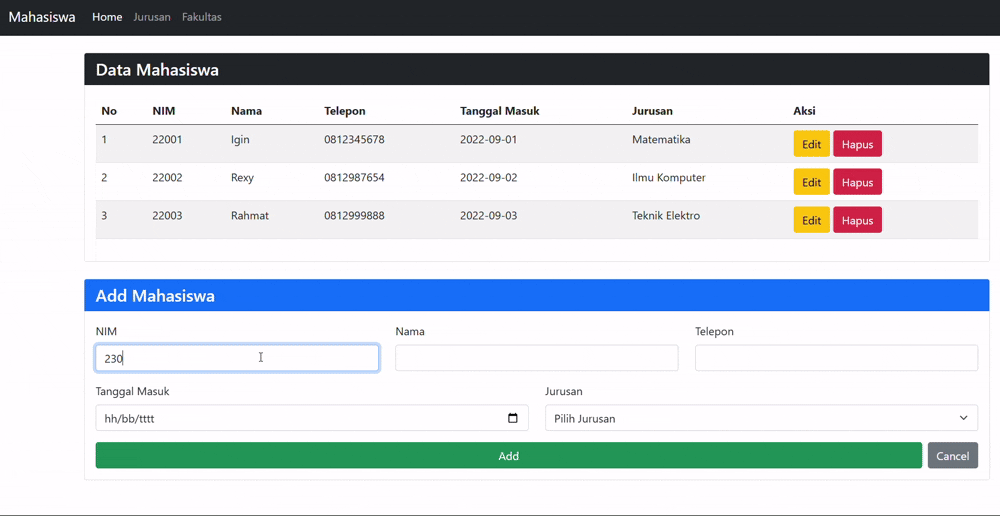 Mahasiswa Home Jurusan Fakultas
Data Mahasiswa
No NIM Nama Telepon Tanggal Masuk Jurusan Aksi
1 22001 Igin 0812345678 2022-09-01 Matematika Edit Hapus
2 22002 Rexy 0812987654 2022-09-02 Ilmu Komputer Edit Hapus
3 22003 Rahmat 0812999888 2022-09-03 Teknik Elektro Edit Hapus
Add Mahasiswa
NIM Nama Telepon
230
Tanggal Masuk Jurusan
hh/bb/tttt Pilih Jurusan
Add Cancel